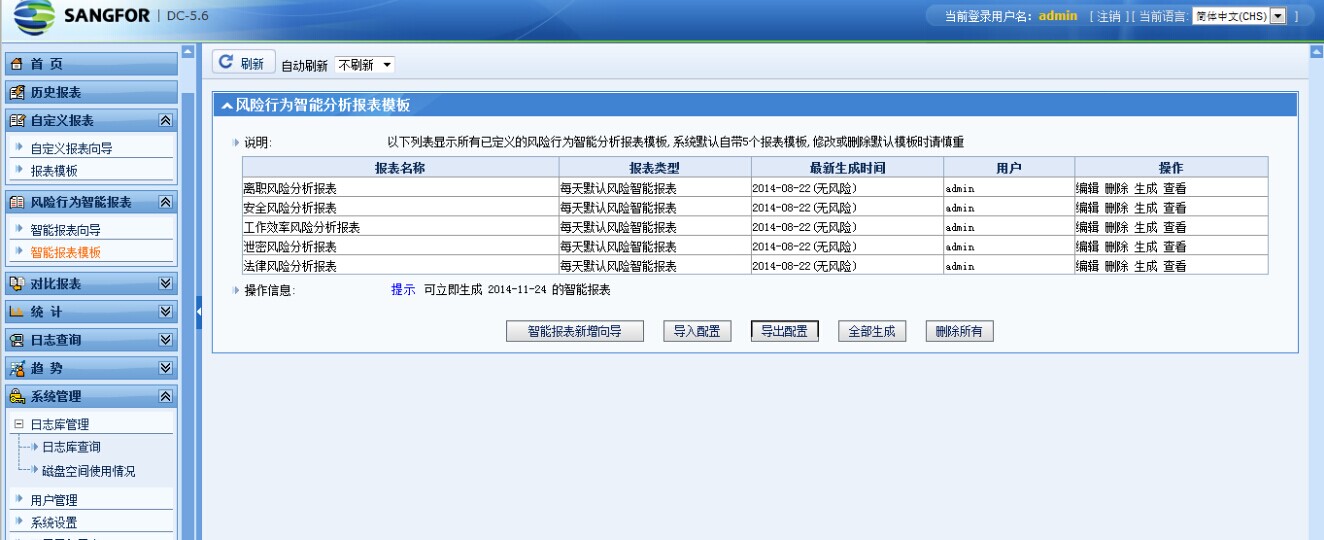 SANGFOR | DC-5.6
当前登录用户名: admin [ 注销 ][ 当前语言: 简体中文(CHS) ]
首 页
历史报表
自定义报表
自定义报表向导
报表模板
风险行为智能报表
智能报表向导
智能报表模板
对比报表
统 计
日志查询
趋 势
系统管理
日志库管理
日志库查询
磁盘空间使用情况
用户管理
系统设置
刷新 自动刷新 不刷新
风险行为智能分析报表模板
说明: 以下列表显示所有已定义的风险行为智能分析报表模板,系统默认自带5个报表模板,修改或删除默认模板时请慎重
报表名称 报表类型 最新生成时间 用户 操作
离职风险分析报表 每天默认风险智能报表 2014-08-22(无风险) admin 编辑 删除 生成 查看
安全风险分析报表 每天默认风险智能报表 2014-08-22(无风险) admin 编辑 删除 生成 查看
工作效率风险分析报表 每天默认风险智能报表 2014-08-22(无风险) admin 编辑 删除 生成 查看
泄密风险分析报表 每天默认风险智能报表 2014-08-22(无风险) admin 编辑 删除 生成 查看
法律风险分析报表 每天默认风险智能报表 2014-08-22(无风险) admin 编辑 删除 生成 查看
操作信息: 提示 可立即生成 2014-11-24 的智能报表
智能报表新增向导 导入配置 导出配置 全部生成 删除所有